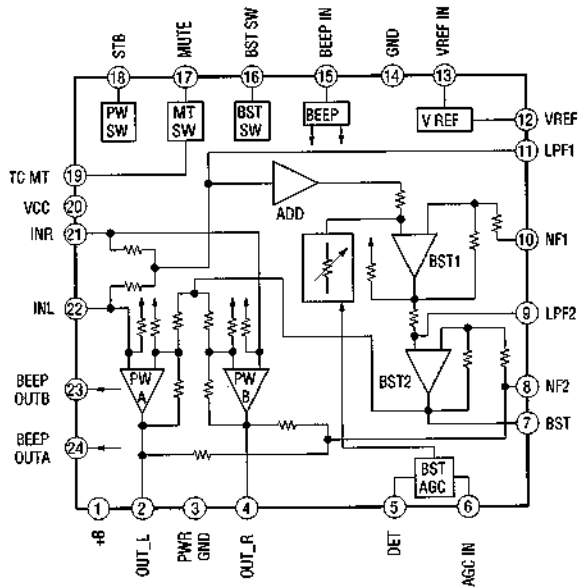 STB
MUTE
BST SW
BEEP IN
GND
VREF IN
18
17
16
15
14
13
PW
SW
MT
SW
BST
SW
BEEP
V REF
12 VREF
11 LPF1
TC MT 19
VCC 20
INR 21
ADD
BST1
10 NF1
INL 22
9 LPF2
PW
A
PW
B
BST2
BEEP
OUTB 23
8 NF2
7 BST
BEEP
OUTA 24
BST
AGC
1
2
3
4
5
6
+B
OUT_L
PWR
GND
OUT_R
DET
AGC IN